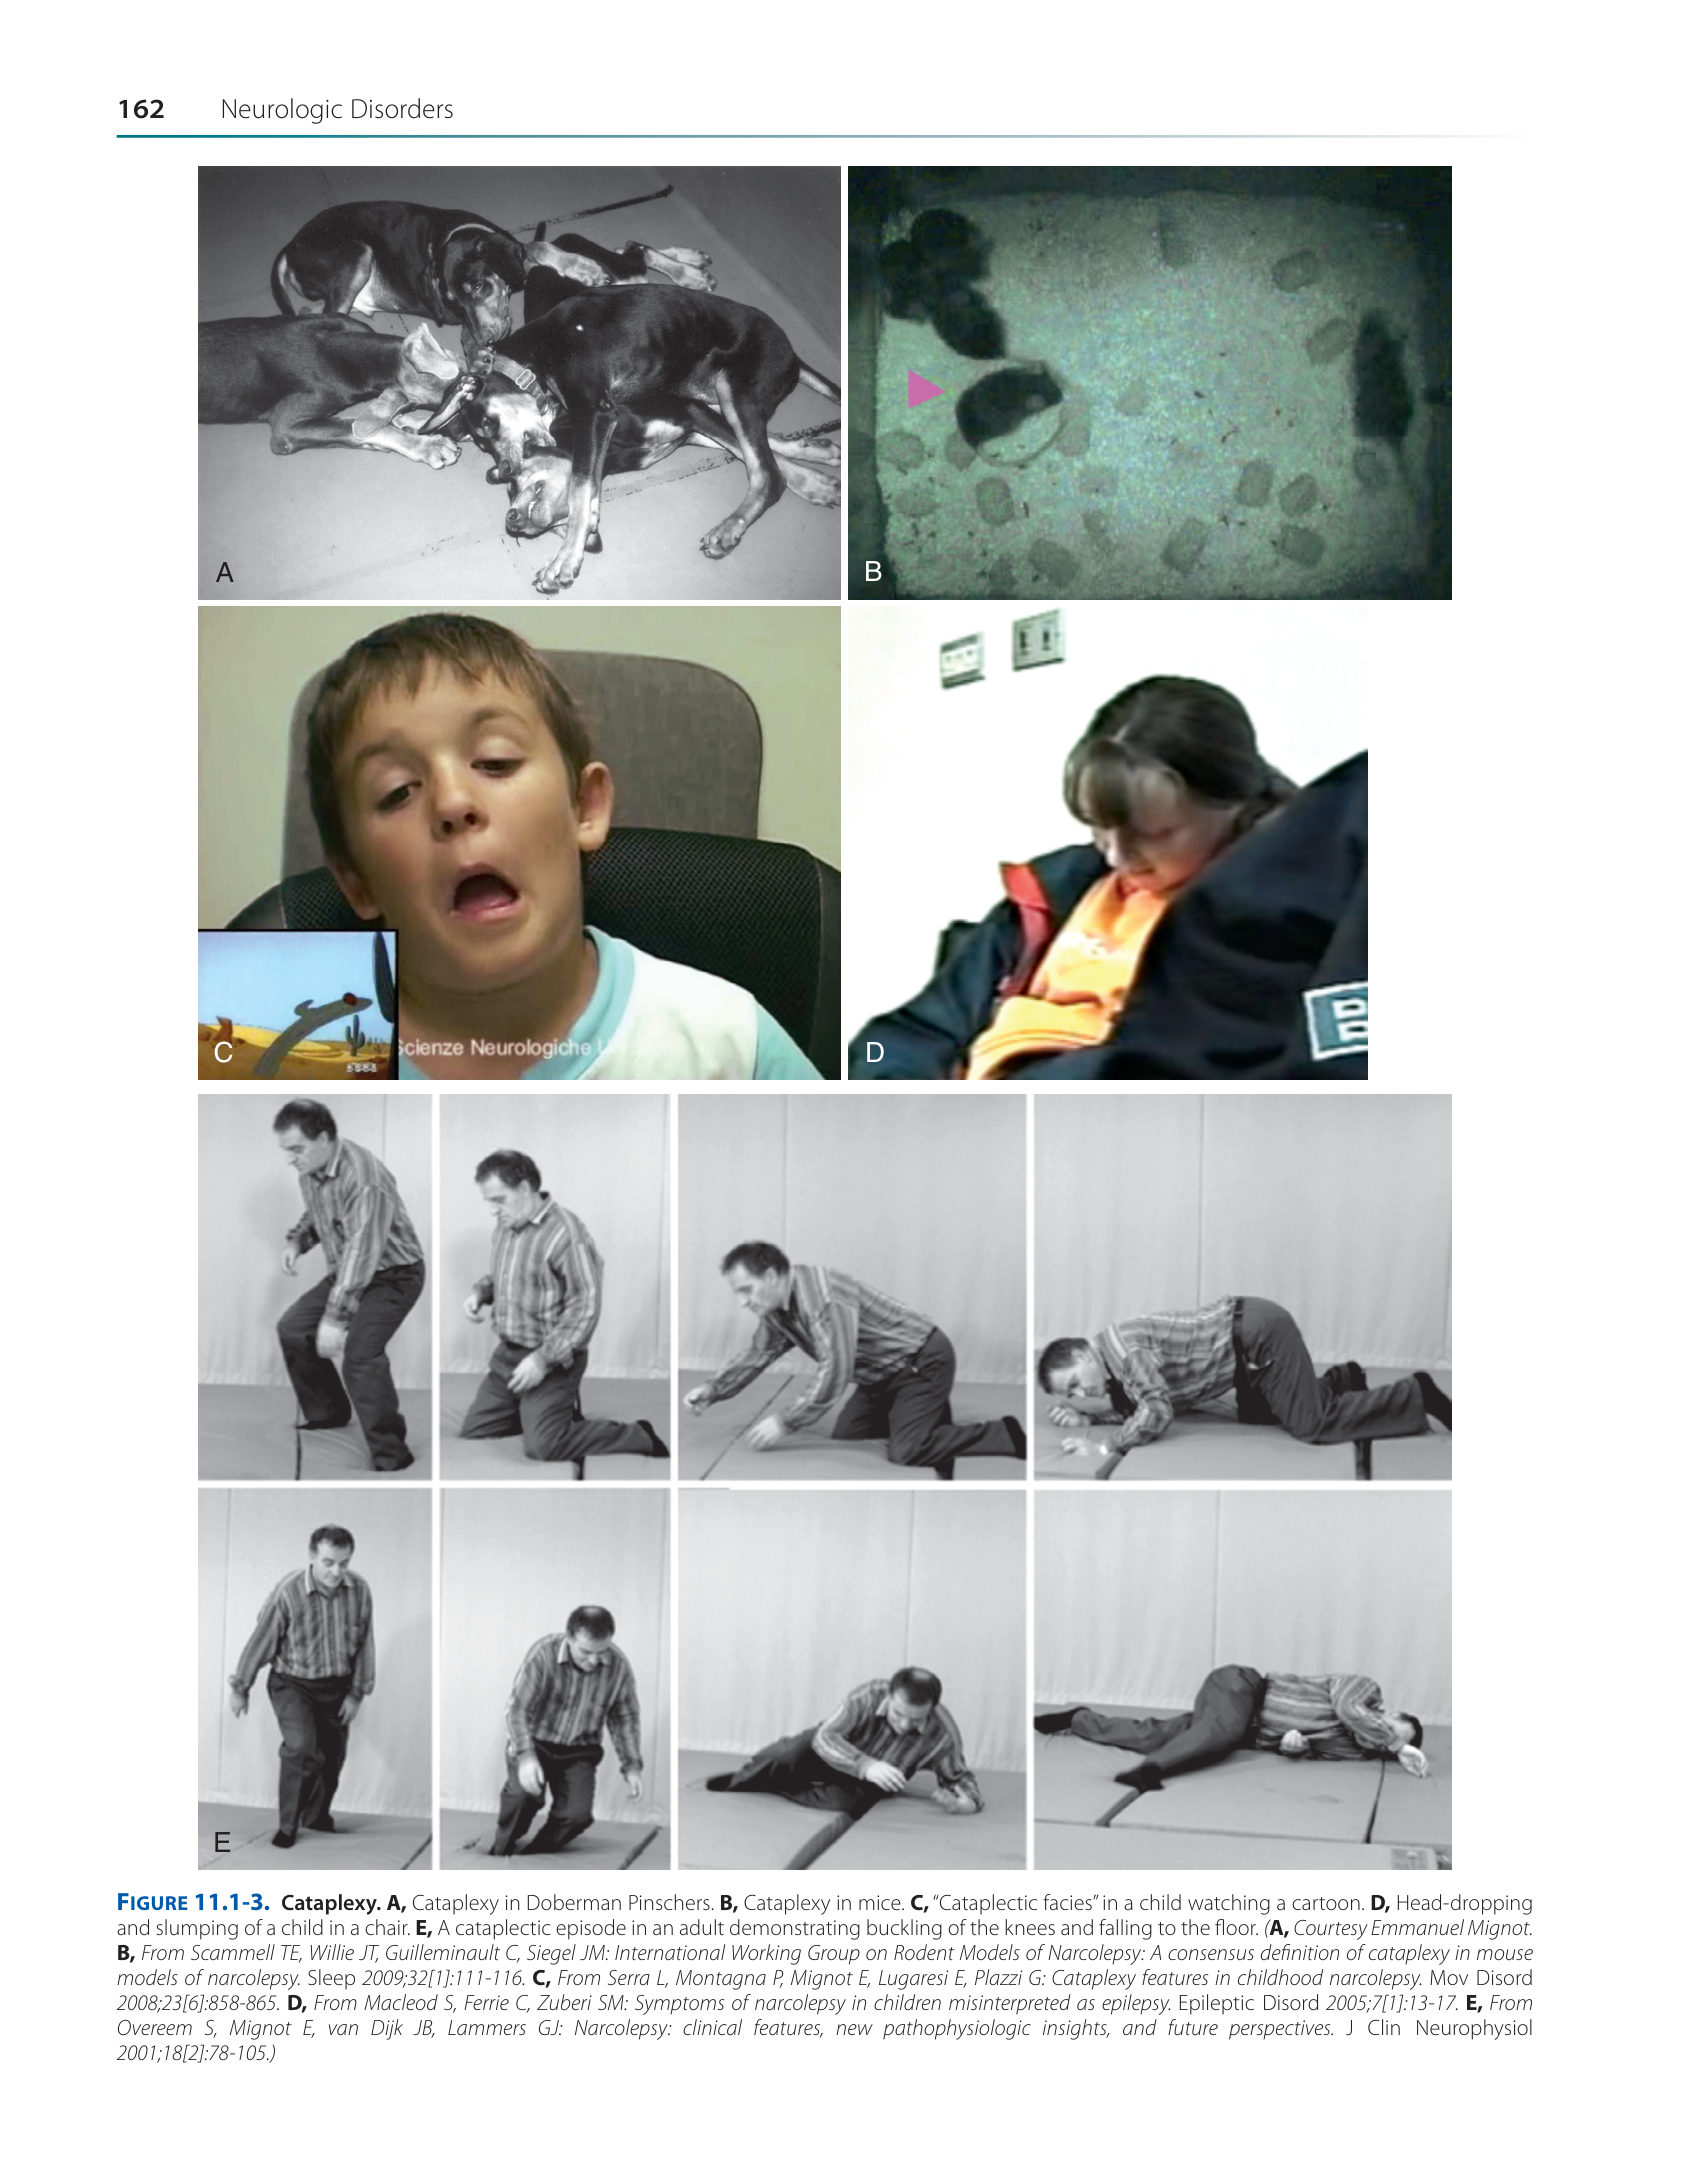 162 Neurologic Disorders
A
B
C
Scienze Neurologiche
D
E
FIGURE 11.1-3. Cataplexy. A, Cataplexy in Doberman Pinschers. B, Cataplexy in mice. C, “Cataplectic facies” in a child watching a cartoon. D, Head-dropping
and slumping of a child in a chair. E, A cataplectic episode in an adult demonstrating buckling of the knees and falling to the floor. (A, Courtesy Emmanuel Mignot.
B, From Scammell TE, Willie JT, Guilleminault C, Siegel JM: International Working Group on Rodent Models of Narcolepsy: A consensus definition of cataplexy in mouse
models of narcolepsy. Sleep 2009;32[1]:111-116. C, From Serra L, Montagna P, Mignot E, Lugaresi E, Plazzi G: Cataplexy features in childhood narcolepsy. Mov Disord
2008;23[6]:858-865. D, From Macleod S, Ferrie C, Zuberi SM: Symptoms of narcolepsy in children misinterpreted as epilepsy. Epileptic Disord 2005;7[1]:13-17. E, From
Overeem S, Mignot E, van Dijk JB, Lammers GJ: Narcolepsy: clinical features, new pathophysiologic insights, and future perspectives. J Clin Neurophysiol
2001;18[2]:78-105.)